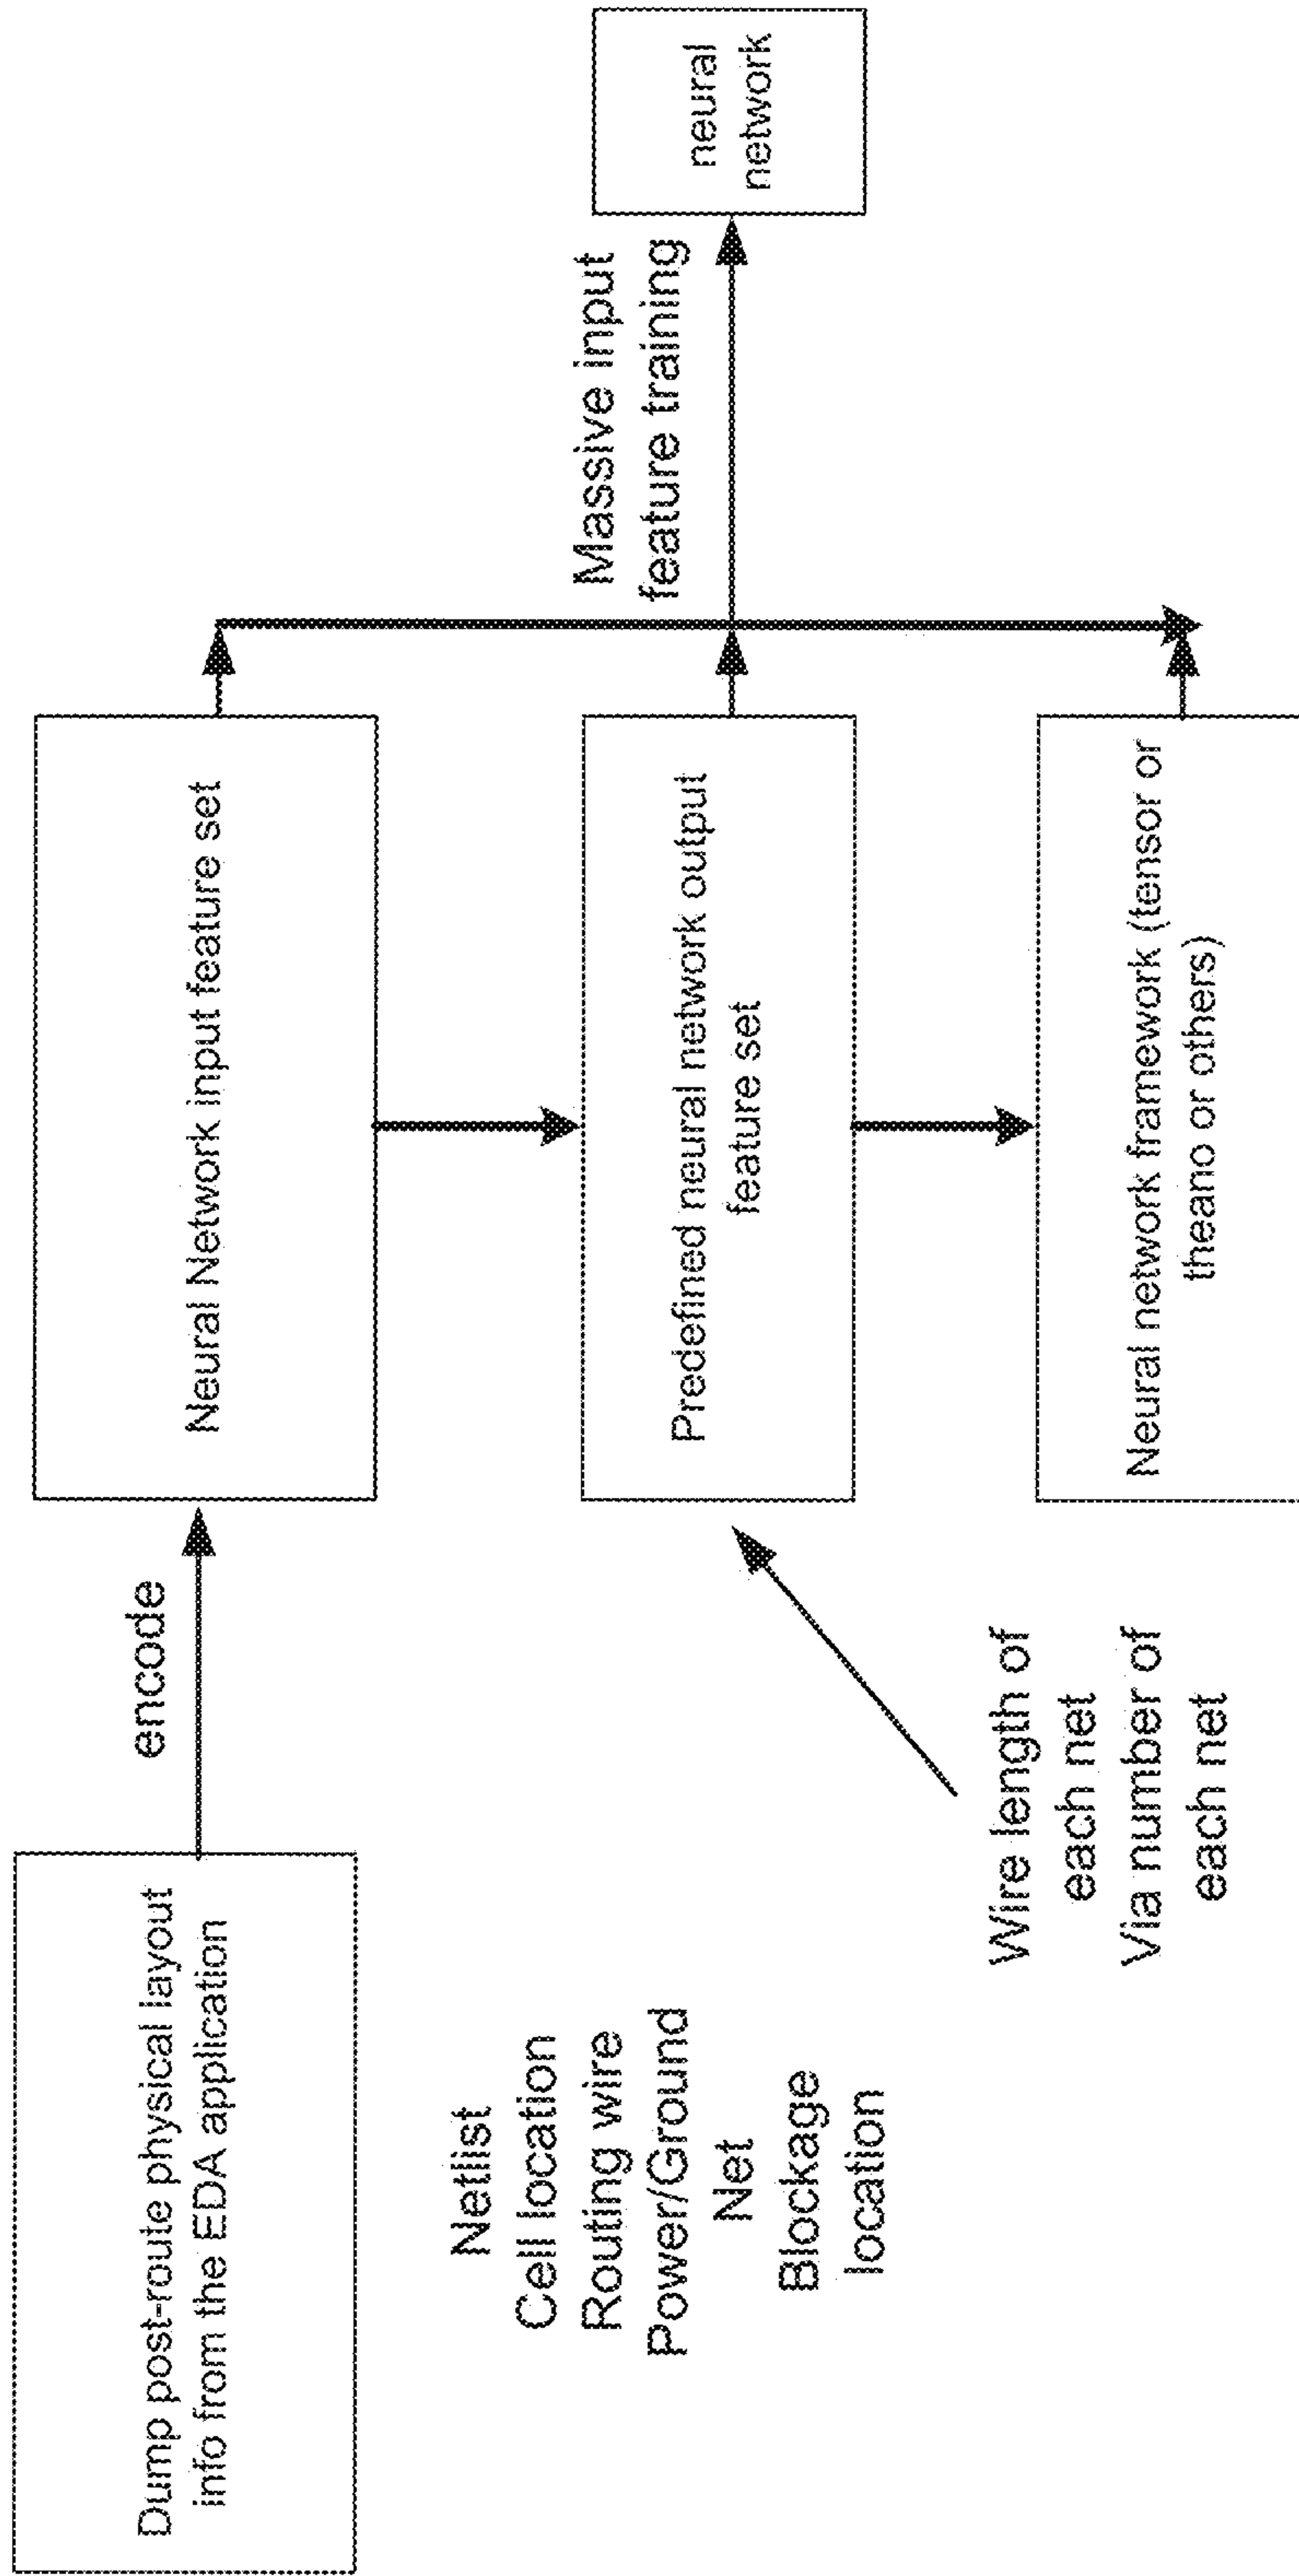 Dump post-route physical layout
info from the EDA application
Netlist
Cell location
Routing wire
Power/Ground
Net
Blockage
location
encode
Wire length of
each net
Via number of
each net
Neural Network input feature set
Predefined neural network output
feature set
Neural network framework (tensor or
theano or others)
Massive input
feature training
neural
network